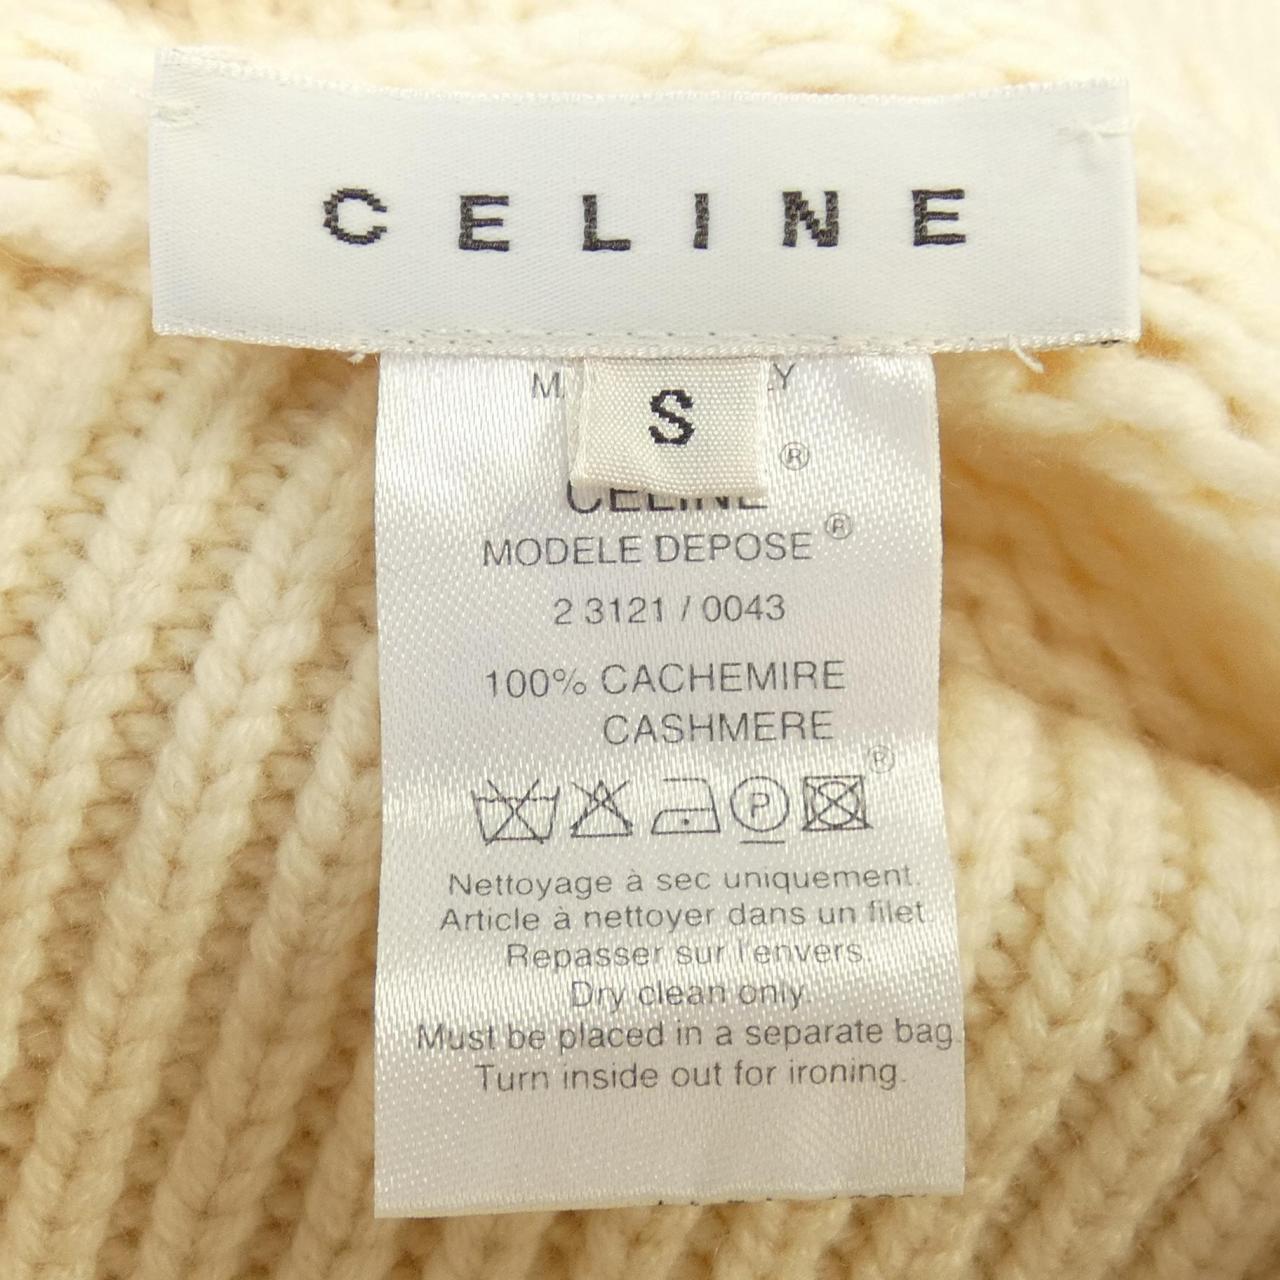 CELINE
S
®
CELINE
MODELE DEPOSE ®
2 3121 / 0043
100% CACHEMIRE
CASHMERE
®
P
Nettoyage à sec uniquement.
Article à nettoyer dans un filet.
Repasser sur l'envers.
Dry clean only.
Must be placed in a separate bag.
Turn inside out for ironing.